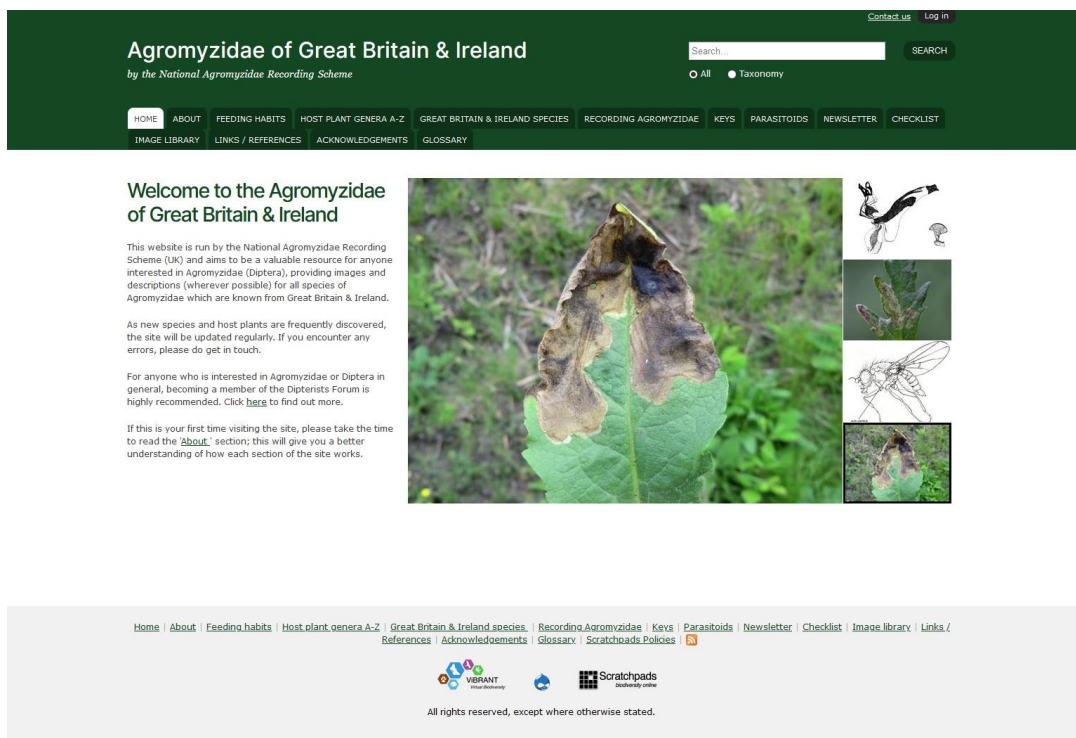 Contact us Log in
Agromyzidae of Great Britain & Ireland
by the National Agromyzidae Recording Scheme
Search...
SEARCH
All Taxonomy
HOME ABOUT FEEDING HABITS HOST PLANT GENERA A-Z GREAT BRITAIN & IRELAND SPECIES RECORDING AGROMYZIDAE KEYS PARASITOIDS NEWSLETTER CHECKLIST
IMAGE LIBRARY LINKS / REFERENCES ACKNOWLEDGEMENTS GLOSSARY
Welcome to the Agromyzidae
of Great Britain & Ireland
This website is run by the National Agromyzidae Recording
Scheme (UK) and aims to be a valuable resource for anyone
interested in Agromyzidae (Diptera), providing images and
descriptions (wherever possible) for all species of
Agromyzidae which are known from Great Britain & Ireland.
As new species and host plants are frequently discovered,
the site will be updated regularly. If you encounter any
errors, please do get in touch.
For anyone who is interested in Agromyzidae or Diptera in
general, becoming a member of the Dipterists Forum is
highly recommended. Click here to find out more.
If this is your first time visiting the site, please take the time
to read the 'About ' section; this will give you a better
understanding of how each section of the site works.
Home | About | Feeding habits | Host plant genera A-Z | Great Britain & Ireland species | Recording Agromyzidae | Keys | Parasitoids | Newsletter | Checklist | Image library | Links /
References | Acknowledgements | Glossary | Scratchpads Policies |
ViBRANT
Virtual Biodiversity
Scratchpads
biodiversity online
All rights reserved, except where otherwise stated.